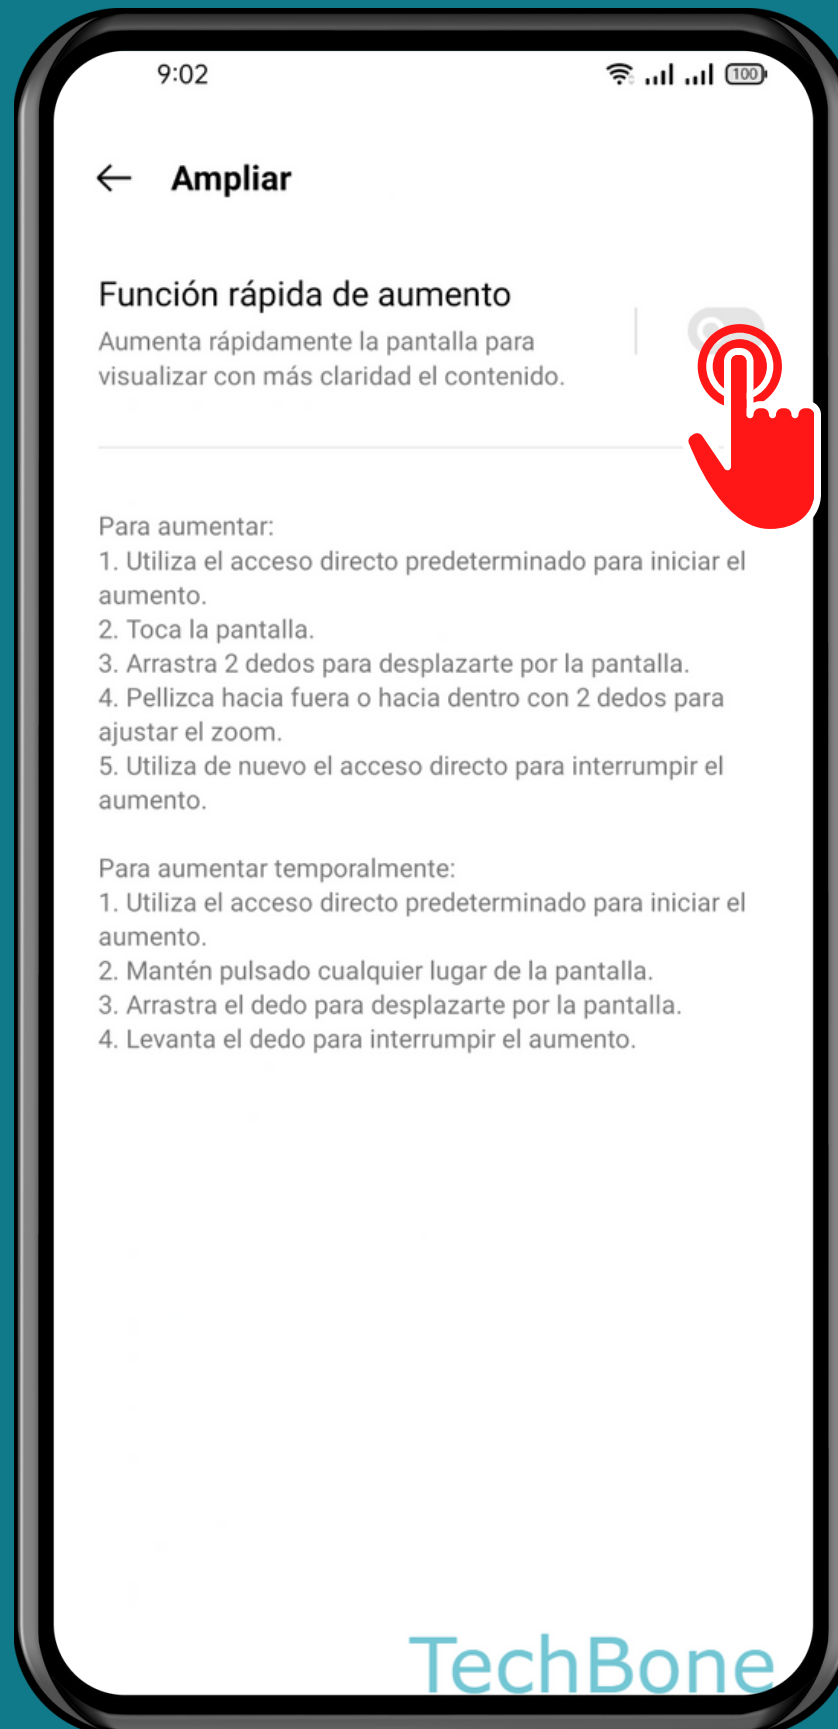 9:02
100
Ampliar
Función rápida de aumento
Aumenta rápidamente la pantalla para
visualizar con más claridad el contenido.
Para aumentar:
1. Utiliza el acceso directo predeterminado para iniciar el
aumento.
2. Toca la pantalla.
3. Arrastra 2 dedos para desplazarte por la pantalla.
4. Pellizca hacia fuera o hacia dentro con 2 dedos para
ajustar el zoom.
5. Utiliza de nuevo el acceso directo para interrumpir el
aumento.
Para aumentar temporalmente:
1. Utiliza el acceso directo predeterminado para iniciar el
aumento.
2. Mantén pulsado cualquier lugar de la pantalla.
3. Arrastra el dedo para desplazarte por la pantalla.
4. Levanta el dedo para interrumpir el aumento.
TechBone